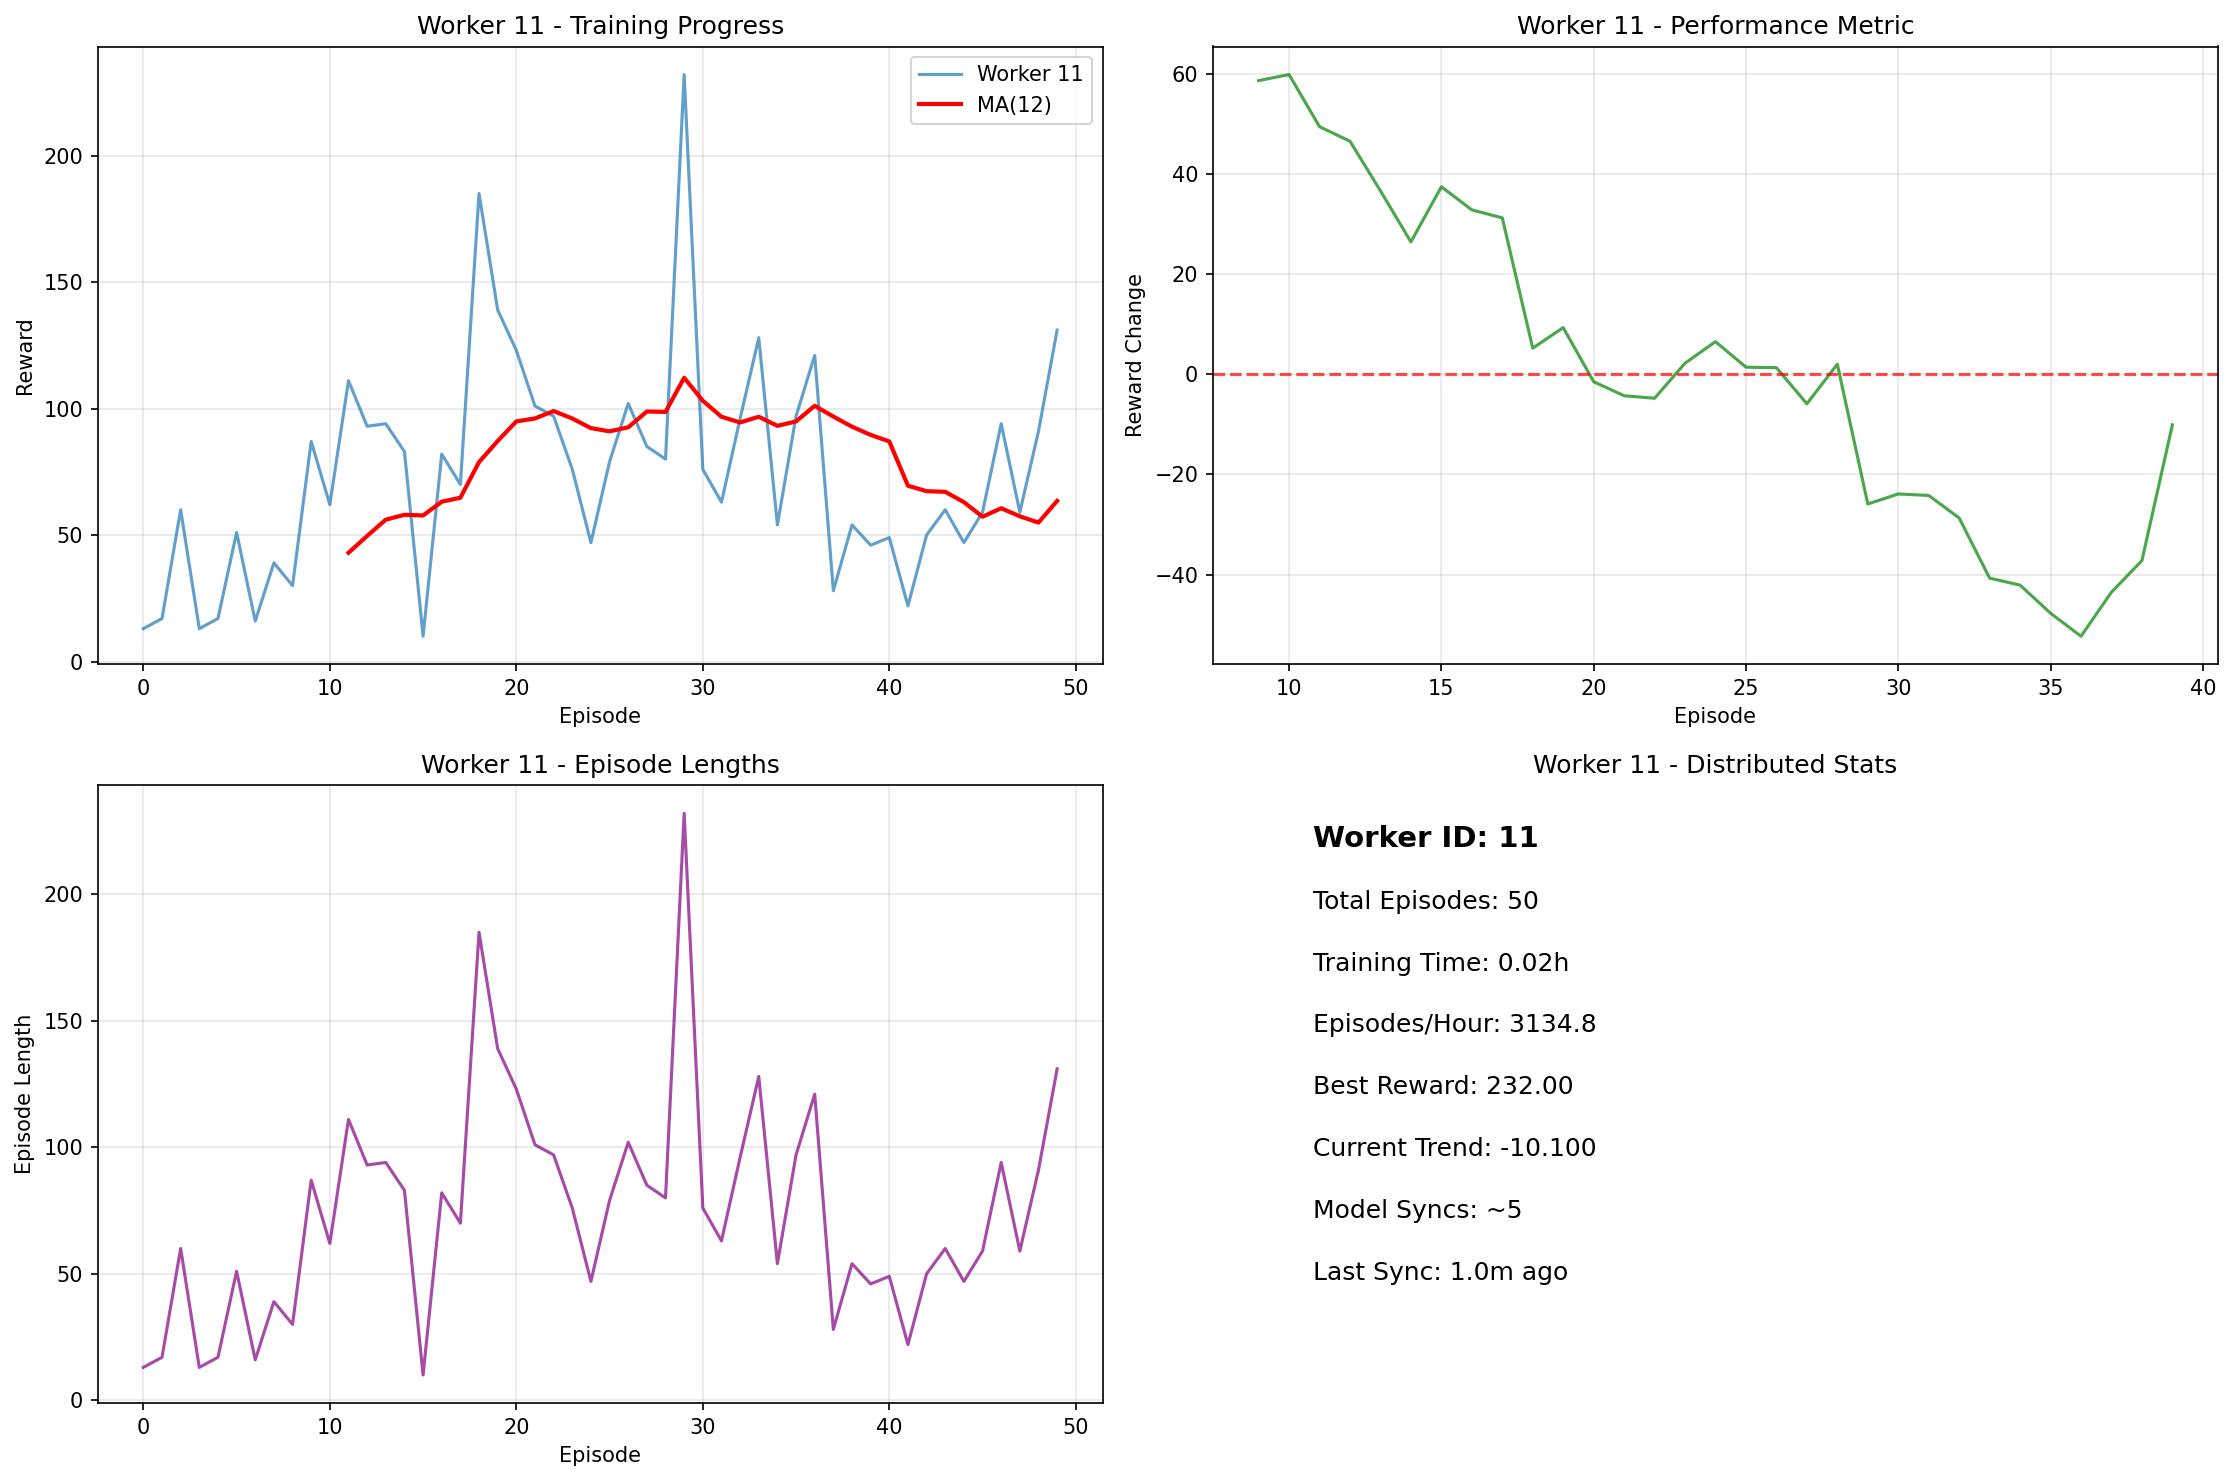 Worker 11 - Training Progress
Worker 11
MA(12)
200
150
100
50
0
Reward
0 10 20 30 40 50
Episode
Worker 11 - Performance Metric
60
40
20
0
−20
−40
Reward Change
10 15 20 25 30 35 40
Episode
Worker 11 - Episode Lengths
200
150
100
50
0
Episode Length
0 10 20 30 40 50
Episode
Worker 11 - Distributed Stats
Worker ID: 11
Total Episodes: 50
Training Time: 0.02h
Episodes/Hour: 3134.8
Best Reward: 232.00
Current Trend: -10.100
Model Syncs: ~5
Last Sync: 1.0m ago